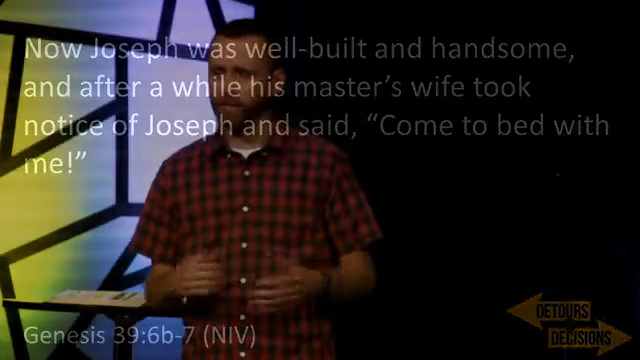 Now Joseph was well-built and handsome,
and after a while his master’s wife took
notice of Joseph and said, “Come to bed with
me!”
Genesis 39:6b-7 (NIV)
DETOURS
DECISIONS